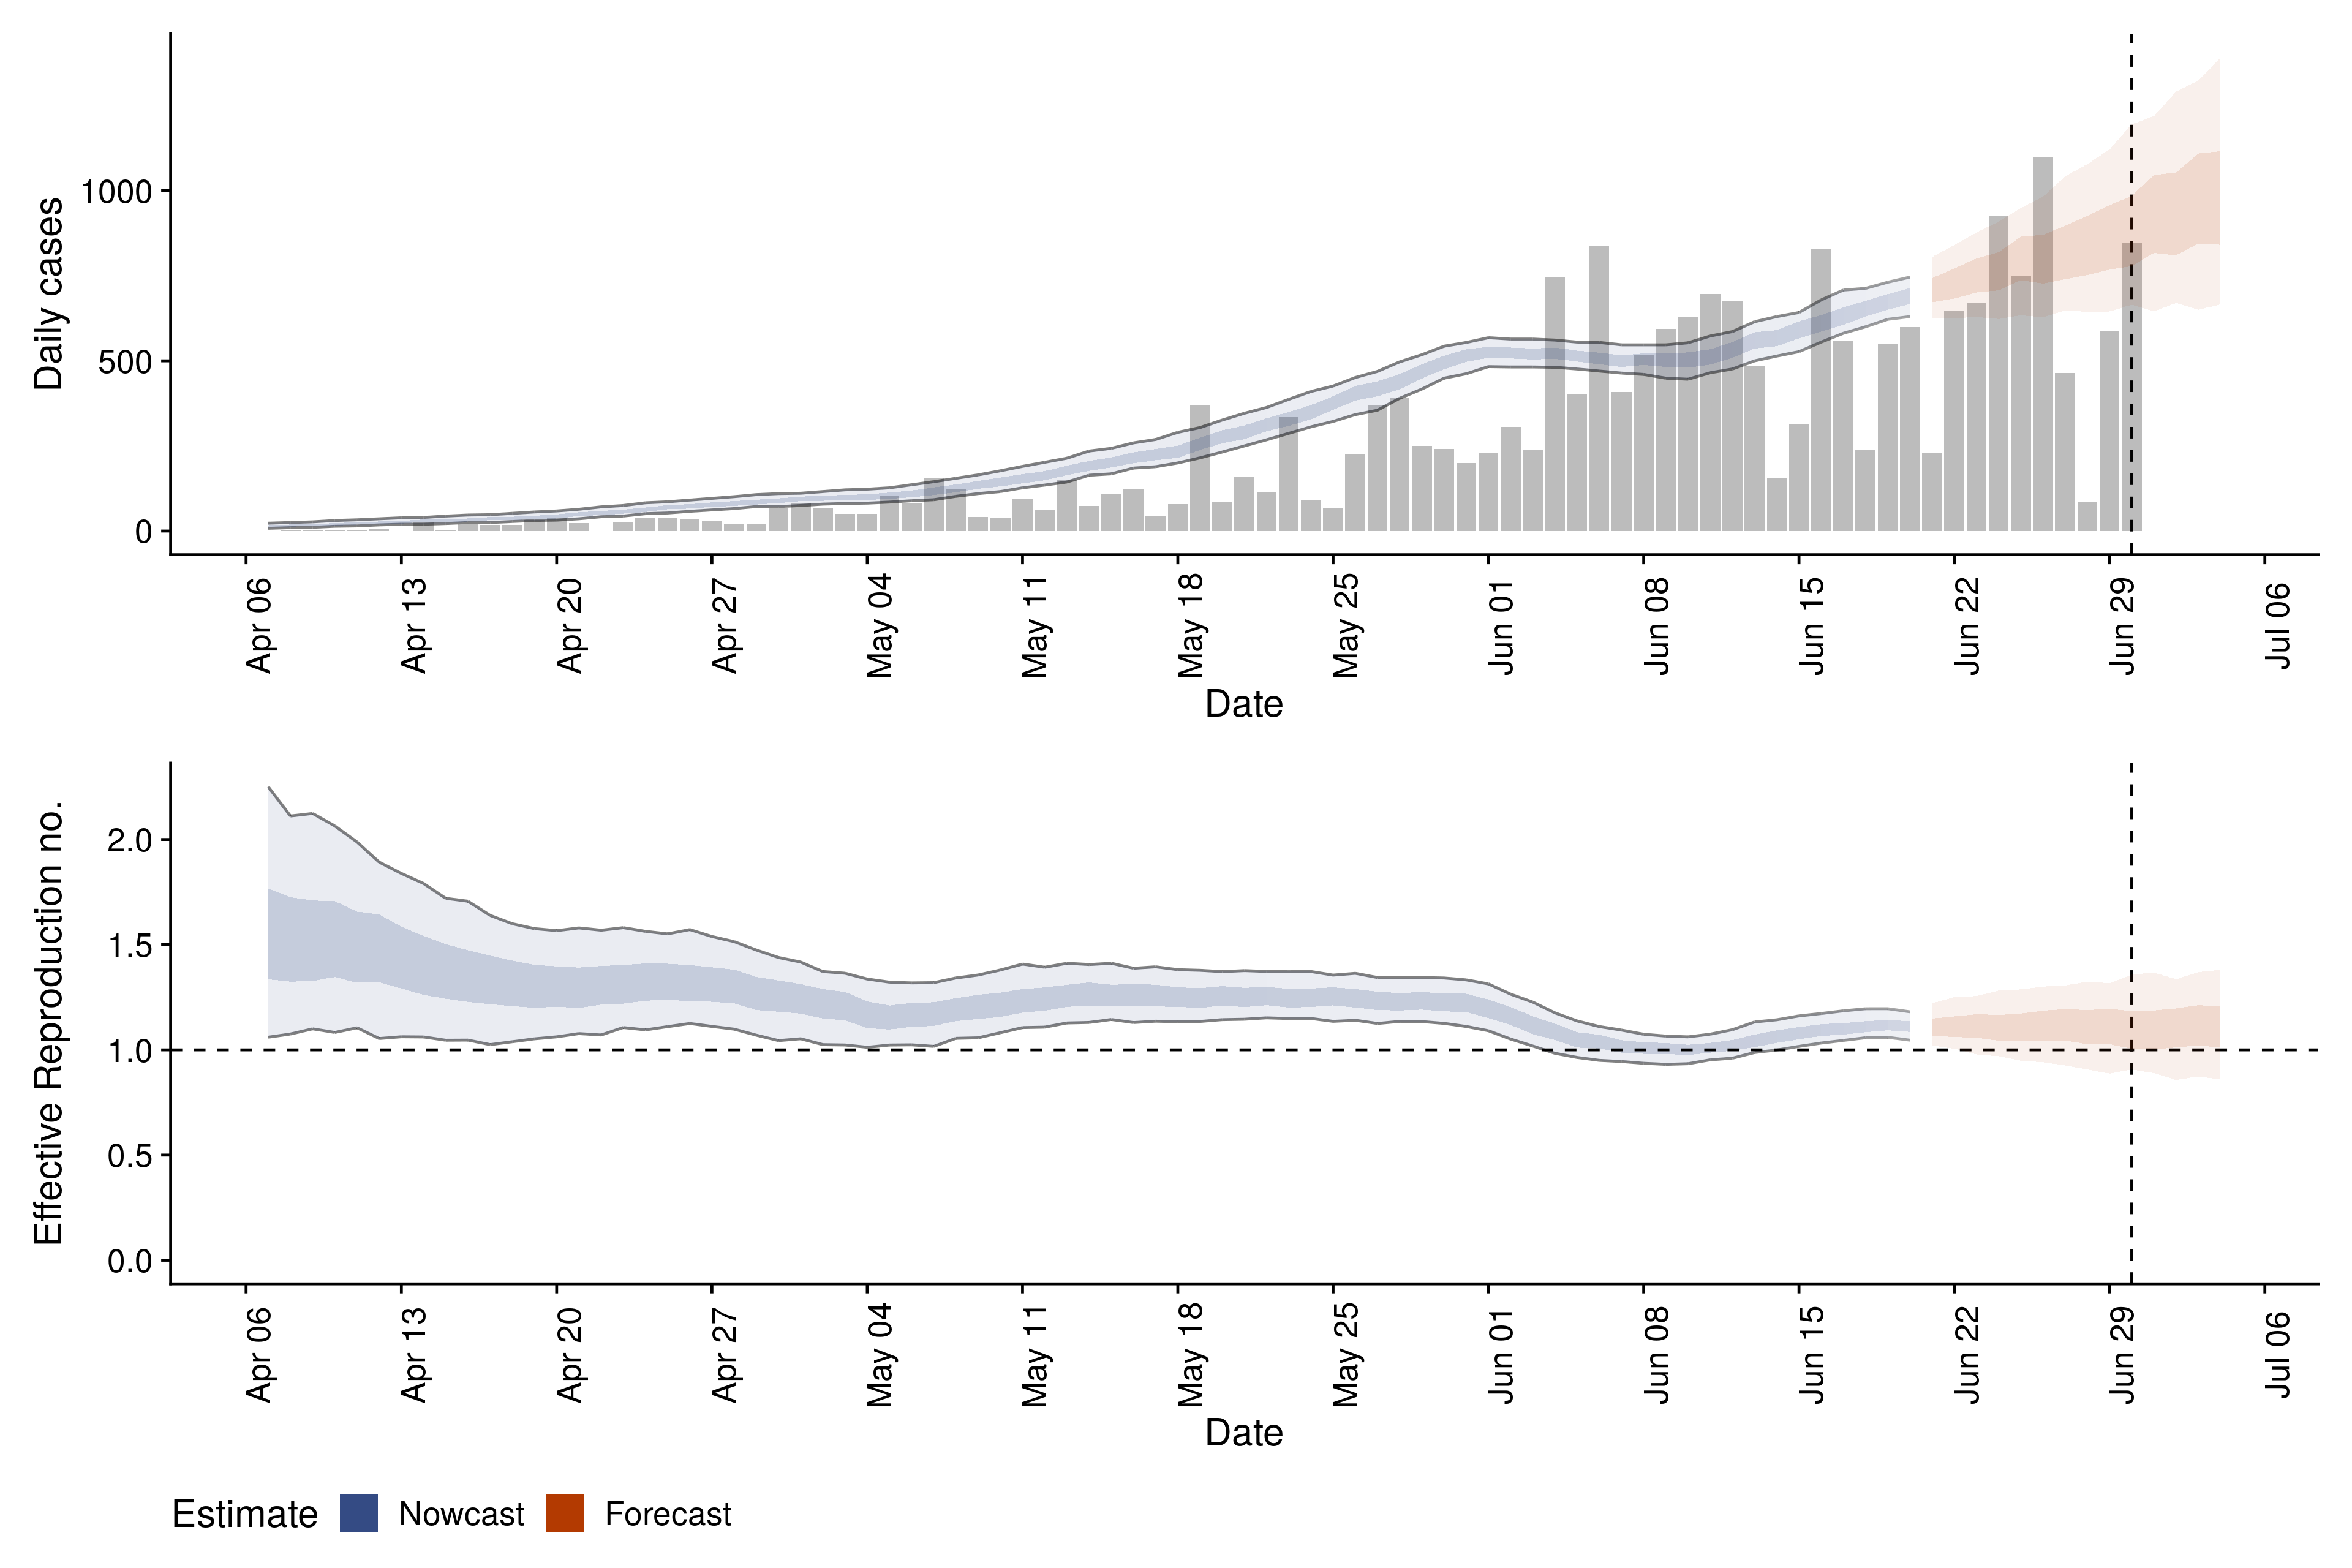 Daily cases
1000
500
0
Apr 06
Apr 13
Apr 20
Apr 27
May 04
May 11
May 18
May 25
Jun 01
Jun 08
Jun 15
Jun 22
Jun 29
Jul 06
Date
Effective Reproduction no.
2.0
1.5
1.0
0.5
0.0
Apr 06
Apr 13
Apr 20
Apr 27
May 04
May 11
May 18
May 25
Jun 01
Jun 08
Jun 15
Jun 22
Jun 29
Jul 06
Date
Estimate Nowcast Forecast